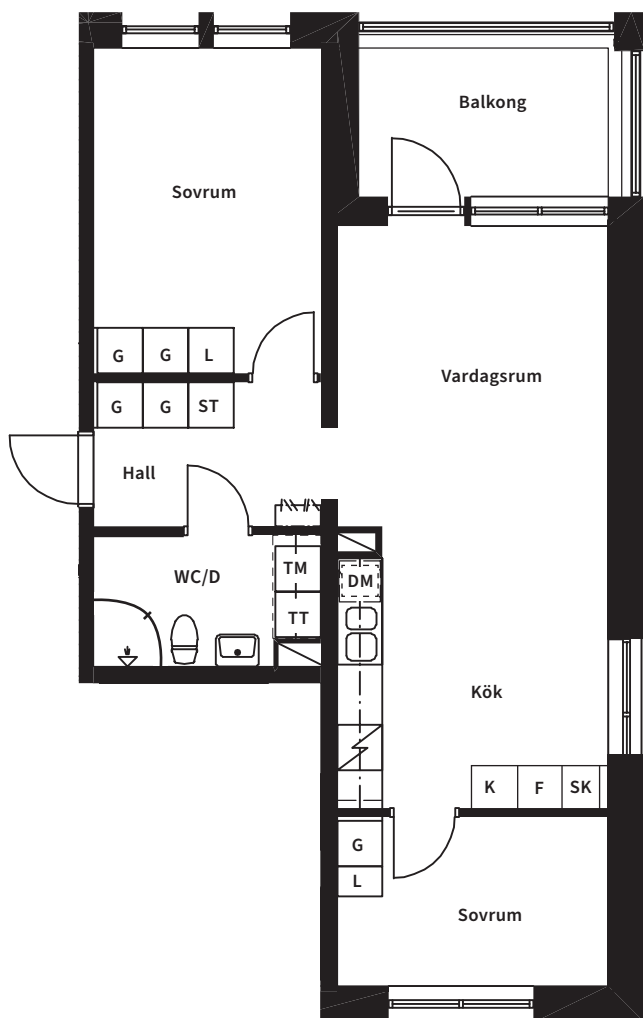 Balkong
Sovrum
G G L
Vardagsrum
G G ST
Hall
TM
WC/D
DM
TT
Kök
K F SK
G
L
Sovrum